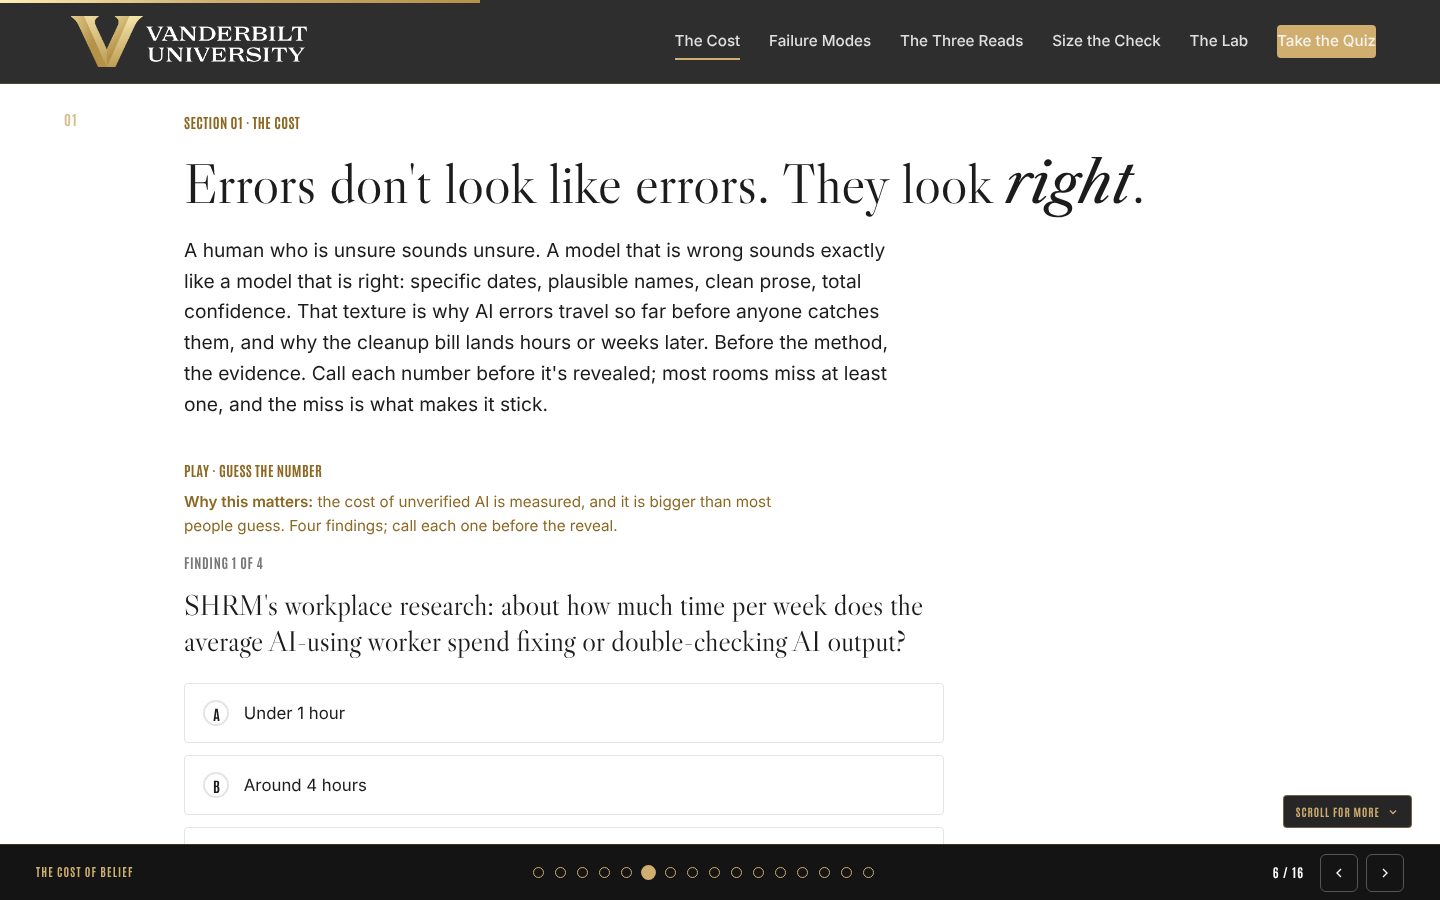 VANDERBILT
UNIVERSITY
The Cost
Failure Modes
The Three Reads
Size the Check
The Lab
Take the Quiz
01
SECTION 01 · THE COST
Errors don't look like errors. They look right.
A human who is unsure sounds unsure. A model that is wrong sounds exactly
like a model that is right: specific dates, plausible names, clean prose, total
confidence. That texture is why AI errors travel so far before anyone catches
them, and why the cleanup bill lands hours or weeks later. Before the method,
the evidence. Call each number before it's revealed; most rooms miss at least
one, and the miss is what makes it stick.
PLAY · GUESS THE NUMBER
Why this matters: the cost of unverified AI is measured, and it is bigger than most
people guess. Four findings; call each one before the reveal.
FINDING 1 OF 4
SHRM's workplace research: about how much time per week does the
average AI-using worker spend fixing or double-checking AI output?
A Under 1 hour
B Around 4 hours
SCROLL FOR MORE
THE COST OF BELIEF
6 / 16